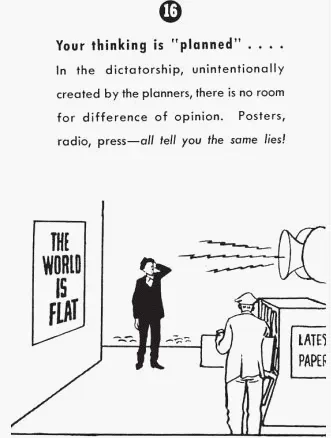 16
Your thinking is "planned" . . . .
In the dictatorship, unintentionally
created by the planners, there is no room
for difference of opinion. Posters,
radio, press—all tell you the same lies!
THE
WORLD
IS
FLAT
LATES
PAPER